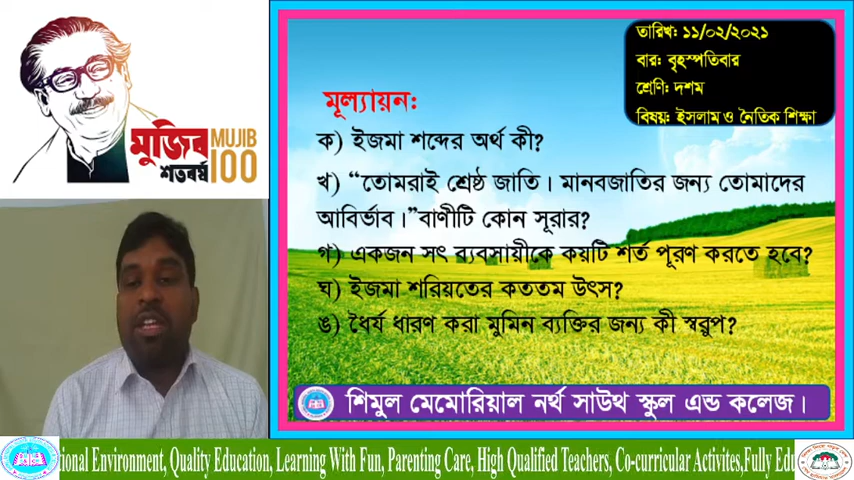 মুজিব
শতবর্ষ
MUJIB
100
তারিখ: ১১/০২/২০২১
বার: বৃহস্পতিবার
শ্রেণি: দশম
বিষয়: ইসলাম ও নৈতিক শিক্ষা
মূল্যায়ন:
ক) ইজমা শব্দের অর্থ কী?
খ) “তোমরাই শ্রেষ্ঠ জাতি। মানবজাতির জন্য তোমাদের
আবির্ভাব।”বাণীটি কোন সূরার?
গ) একজন সৎ ব্যবসায়ীকে কয়টি শর্ত পূরণ করতে হবে?
ঘ) ইজমা শরিয়তের কততম উৎস?
ঙ) ধৈর্য ধারণ করা মুমিন ব্যক্তির জন্য কী স্বরুপ?
শিমুল মেমোরিয়াল নর্থ সাউথ স্কুল এন্ড কলেজ।
ional Environment, Quality Education, Learning With Fun, Parenting Care, High Qualified Teachers, Co-curricular Activites,Fully Edu